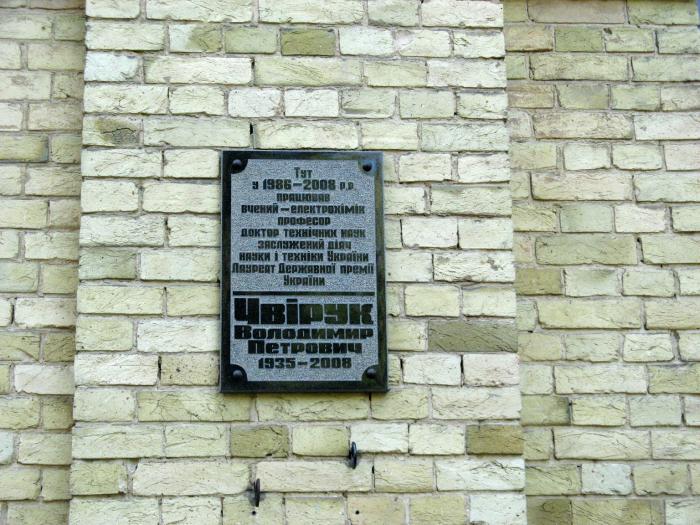 Тут
у 1986–2008 р.р.
працював
вчений – електрохімік
професор
доктор технічних наук
заслужений діяч
науки і техніки України
Лауреат Державної премії
України
Цвірук
Володимир
Петрович
1935–2008